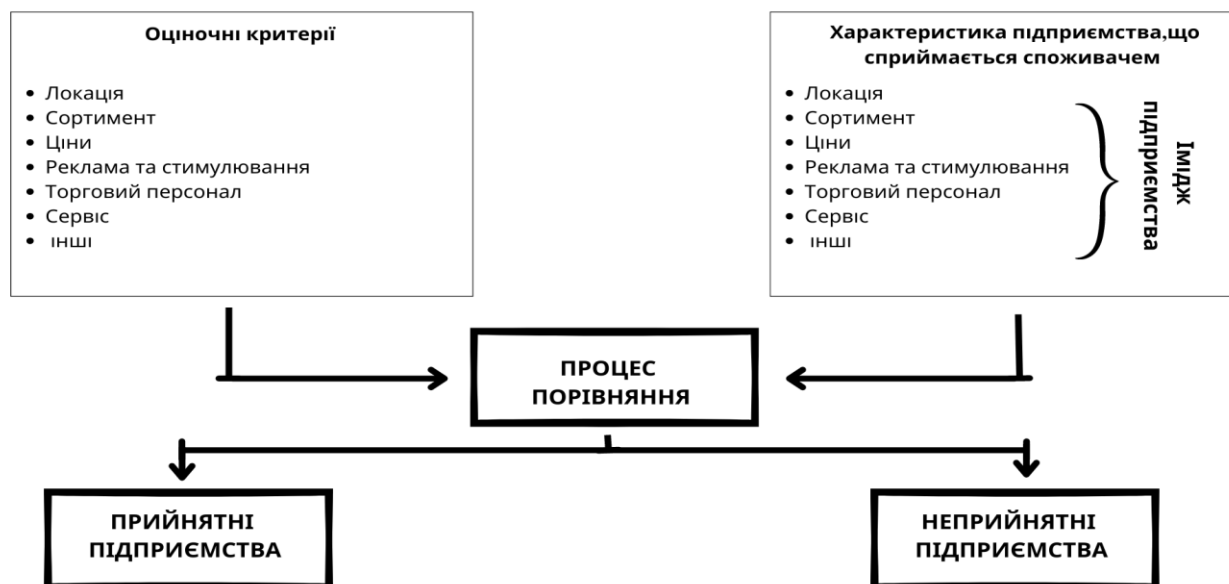 Оціночні критерії
• Локація
• Сортимент
• Ціни
• Реклама та стимулювання
• Торговий персонал
• Сервіс
• інші
Характеристика підприємства,що
сприймається споживачем
• Локація
• Сортимент
• Ціни
• Реклама та стимулювання
• Торговий персонал
• Сервіс
• інші
Імідж
підприємства
ПРОЦЕС
ПОРІВНЯННЯ
ПРИЙНЯТНІ
ПІДПРИЄМСТВА
НЕПРИЙНЯТНІ
ПІДПРИЄМСТВА